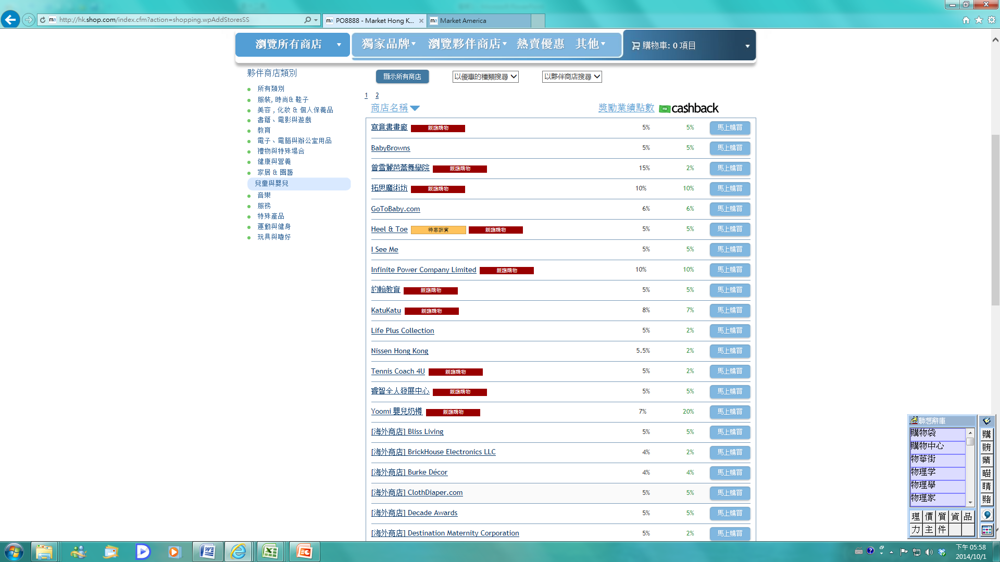 http://hk.shop.com/index.cfm?action=shopping.wpAddStoresSS
PO8888 - Market Hong K...
Market America
瀏覽所有商店
獨家品牌
瀏覽夥伴商店
熱賣優惠
其他
購物車: 0 項目
夥伴商店類別
所有類別
服裝, 時尚& 鞋子
美容 , 化妝 & 個人保養品
書籍、電影與遊戲
教育
電子、電腦與辦公室用品
禮物與特殊場合
健康與營養
家居 & 園藝
兒童與嬰兒
音樂
服務
特殊產品
運動與健身
玩具與嗜好
顯示所有商店
以優惠的種類搜尋
以夥伴商店搜尋
1 2
商店名稱 獎勵業績點數 cashback
寫意畫畫廊 親臨購物 5% 5% 馬上購買
BabyBrowns 5% 5% 馬上購買
曾雪麗芭蕾舞學院 親臨購物 15% 2% 馬上購買
拓思魔術坊 親臨購物 10% 10% 馬上購買
GoToBaby.com 6% 6% 馬上購買
Heel & Toe 特惠酬賓 親臨購物 5% 5% 馬上購買
I See Me 5% 5% 馬上購買
Infinite Power Company Limited 親臨購物 10% 10% 馬上購買
約翰教育 親臨購物 5% 5% 馬上購買
KatuKatu 親臨購物 8% 7% 馬上購買
Life Plus Collection 5% 2% 馬上購買
Nissen Hong Kong 5.5% 2% 馬上購買
Tennis Coach 4U 親臨購物 5% 2% 馬上購買
睿智全人發展中心 親臨購物 5% 5% 馬上購買
Yoomi 嬰兒奶樽 親臨購物 7% 20% 馬上購買
[海外商店] Bliss Living 5% 5% 馬上購買
[海外商店] BrickHouse Electronics LLC 4% 2% 馬上購買
[海外商店] Burke Décor 4% 4% 馬上購買
[海外商店] ClothDiaper.com 5% 5% 馬上購買
[海外商店] Decade Awards 5% 5% 馬上購買
[海外商店] Destination Maternity Corporation 5% 2% 馬上購買
聯想辭庫
購物袋
購物中心
物華街
物理学
物理學
物理家
理 價 質 資 品
力 主 件
購
賄
睛
賭
下午 05:58
2014/10/1